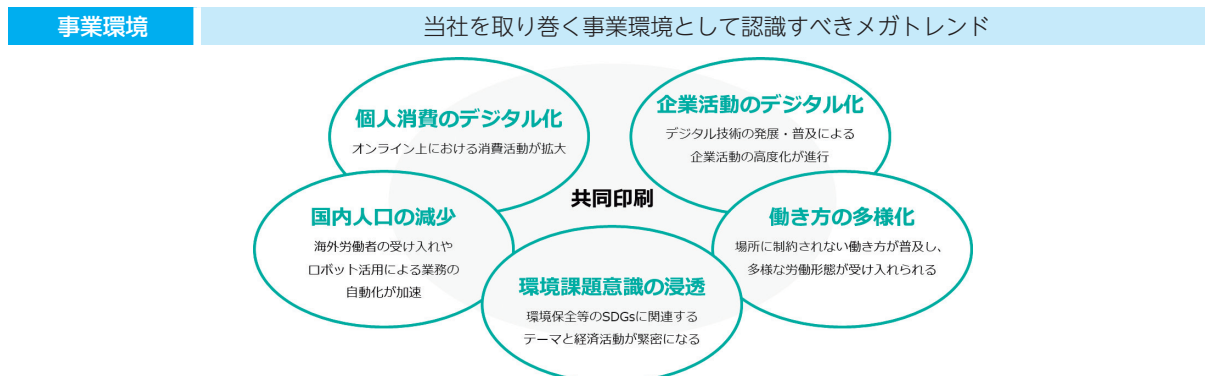 事業環境
当社を取り巻く事業環境として認識すべきメガトレンド
個人消費のデジタル化
オンライン上における消費活動が拡大
企業活動のデジタル化
デジタル技術の発展・普及による
企業活動の高度化が進行
共同印刷
国内人口の減少
海外労働者の受け入れや
ロボット活用による業務の
自動化が加速
働き方の多様化
場所に制約されない働き方が普及し、
多様な労働形態が受け入れられる
環境課題意識の浸透
環境保全等のSDGsに関連する
テーマと経済活動が緊密になる